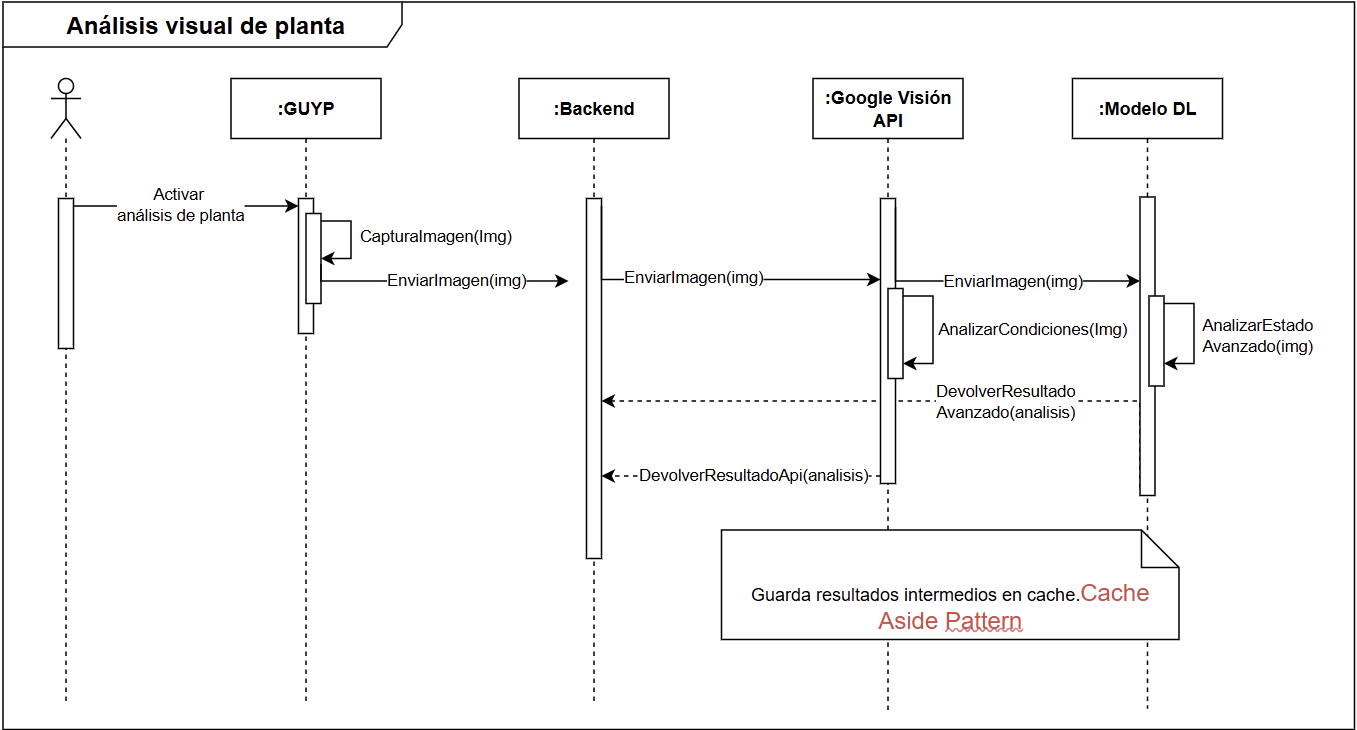 Análisis visual de planta
:GUYP
:Backend
:Google Visión
API
:Modelo DL
Activar
análisis de planta
CapturaImagen(Img)
EnviarImagen(img)
EnviarImagen(img)
EnviarImagen(img)
AnalizarCondiciones(Img)
AnalizarEstado
Avanzado(img)
DevolverResultado
Avanzado(analisis)
DevolverResultadoApi(analisis)
Guarda resultados intermedios en cache.Cache
Aside Pattern